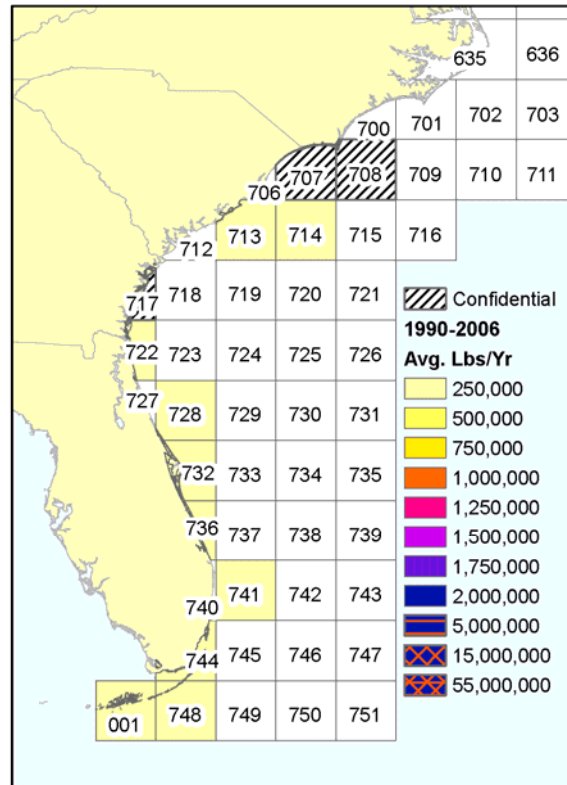 635 636
700 701 702 703
706 707 708 709 710 711
712 713 714 715 716
717 718 719 720 721
722 723 724 725 726
727 728 729 730 731
732 733 734 735
736 737 738 739
740 741 742 743
744 745 746 747
001 748 749 750 751
Confidential
1990-2006
Avg. Lbs/Yr
250,000
500,000
750,000
1,000,000
1,250,000
1,500,000
1,750,000
2,000,000
5,000,000
15,000,000
55,000,000